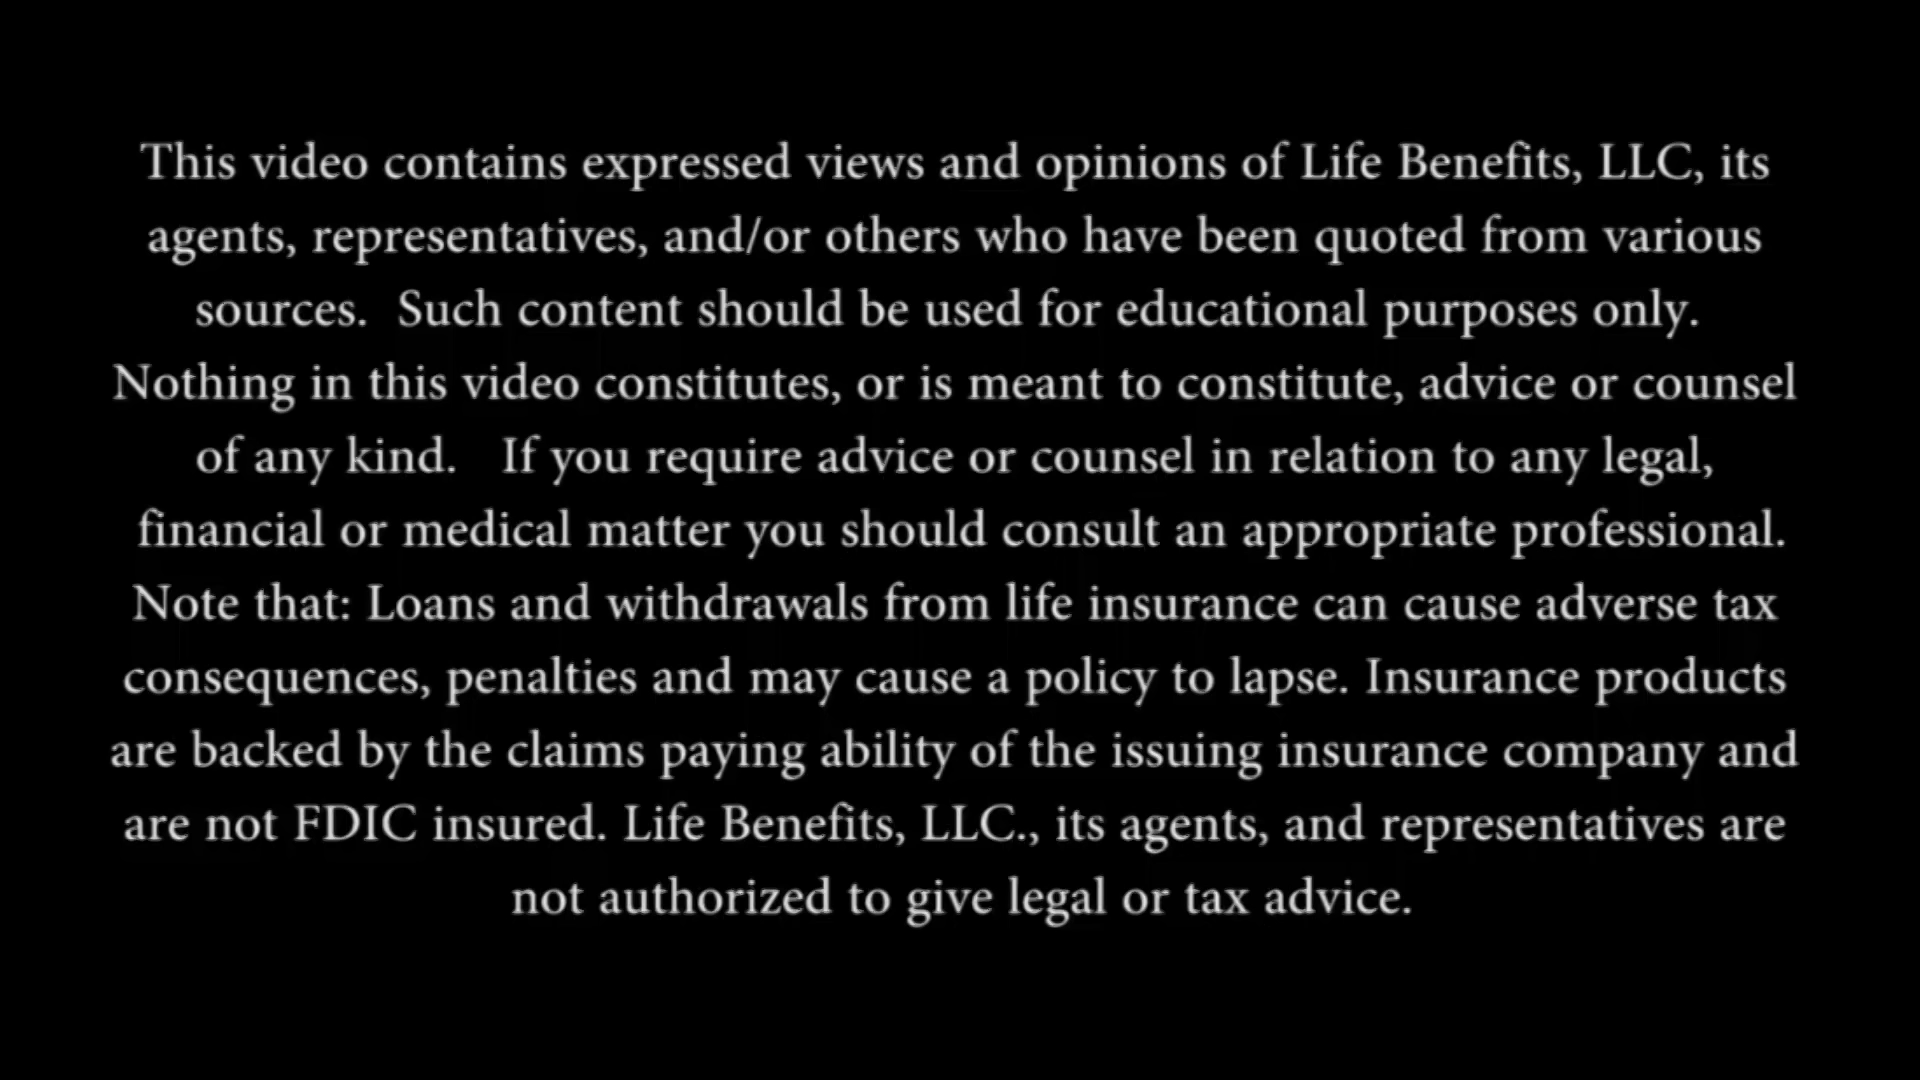 This video contains expressed views and opinions of Life Benefits, LLC, its
agents, representatives, and/or others who have been quoted from various
sources.  Such content should be used for educational purposes only.
Nothing in this video constitutes, or is meant to constitute, advice or counsel
of any kind.   If you require advice or counsel in relation to any legal,
financial or medical matter you should consult an appropriate professional.
Note that: Loans and withdrawals from life insurance can cause adverse tax
consequences, penalties and may cause a policy to lapse. Insurance products
are backed by the claims paying ability of the issuing insurance company and
are not FDIC insured. Life Benefits, LLC., its agents, and representatives are
not authorized to give legal or tax advice.